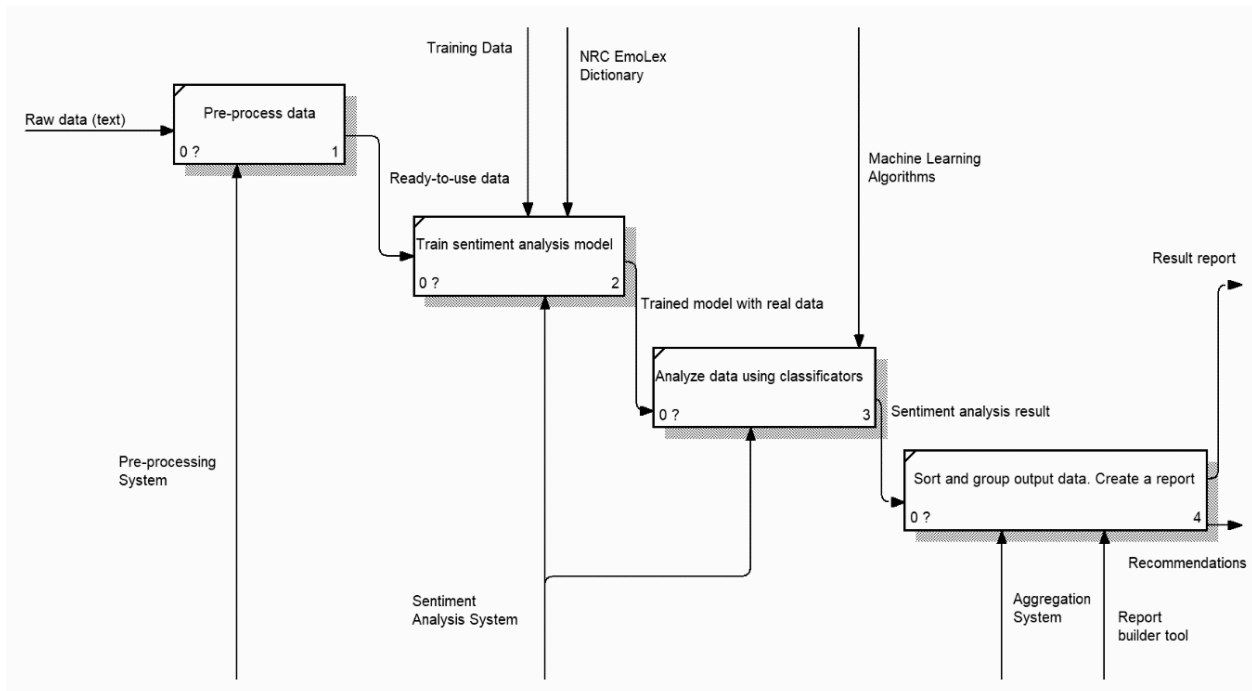 Training Data
NRC EmoLex
Dictionary
Raw data (text)
Pre-process data
0 ?
1
Ready-to-use data
Machine Learning
Algorithms
Train sentiment analysis model
0 ?
2
Result report
Trained model with real data
Analyze data using classificators
0 ?
3
Sentiment analysis result
Pre-processing
System
Sort and group output data. Create a report
0 ?
4
Recommendations
Sentiment
Analysis System
Aggregation
System
Report
builder tool